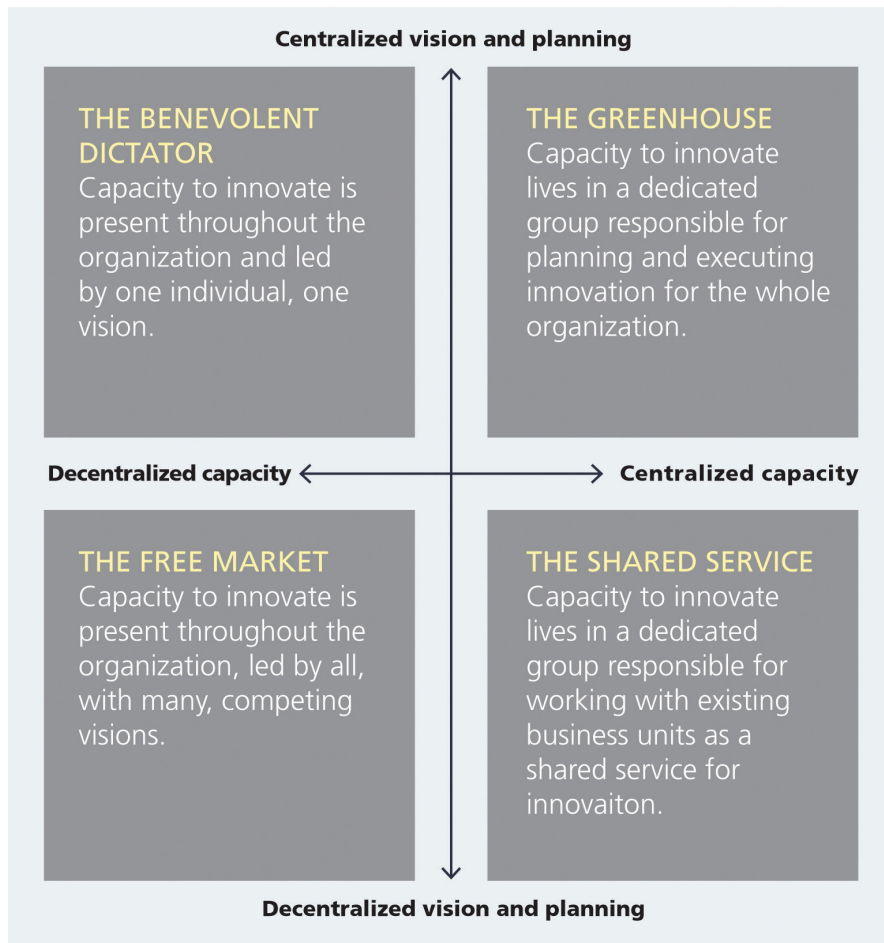 Centralized vision and planning
THE BENEVOLENT
DICTATOR
Capacity to innovate is
present throughout the
organization and led
by one individual, one
vision.
THE GREENHOUSE
Capacity to innovate
lives in a dedicated
group responsible for
planning and executing
innovation for the whole
organization.
Decentralized capacity
Centralized capacity
THE FREE MARKET
Capacity to innovate is
present throughout the
organization, led by all,
with many, competing
visions.
THE SHARED SERVICE
Capacity to innovate
lives in a dedicated
group responsible for
working with existing
business units as a
shared service for
innovaiton.
Decentralized vision and planning